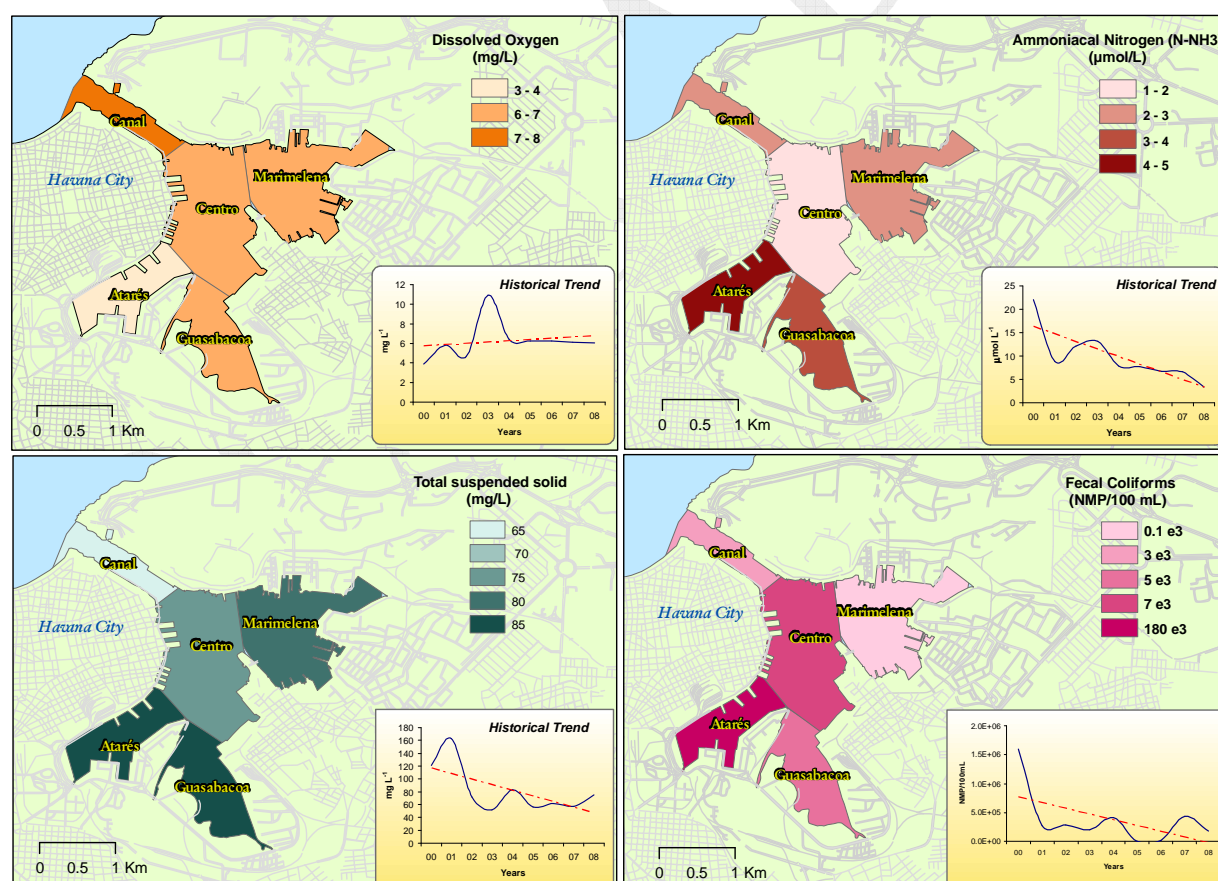 Dissolved Oxygen
(mg/L)
3 - 4
6 - 7
7 - 8
Canal
Havana City
Marimelena
Centro
Atarés
Guasabacoa
0 0.5 1 Km
Historical Trend
mg L-1
12
10
8
6
4
2
0
00 01 02 03 04 05 06 07 08
Years
Ammoniacal Nitrogen (N-NH3
(µmol/L)
1 - 2
2 - 3
3 - 4
4 - 5
Canal
Havana City
Marimelena
Centro
Atarés
Guasabacoa
0 0.5 1 Km
Historical Trend
µmol L-1
25
20
15
10
5
0
00 01 02 03 04 05 06 07 08
Years
Total suspended solid
(mg/L)
65
70
75
80
85
Canal
Havana City
Marimelena
Centro
Atarés
Guasabacoa
0 0.5 1 Km
Historical Trend
mg L-1
180
160
140
120
100
80
60
40
20
0
00 01 02 03 04 05 06 07 08
Years
Fecal Coliforms
(NMP/100 mL)
0.1 e3
3 e3
5 e3
7 e3
180 e3
Canal
Havana City
Marimelena
Centro
Atarés
Guasabacoa
0 0.5 1 Km
NMP/100mL
2.0E+06
1.5E+06
1.0E+06
5.0E+05
0.0E+00
00 01 02 03 04 05 06 07 08
Years